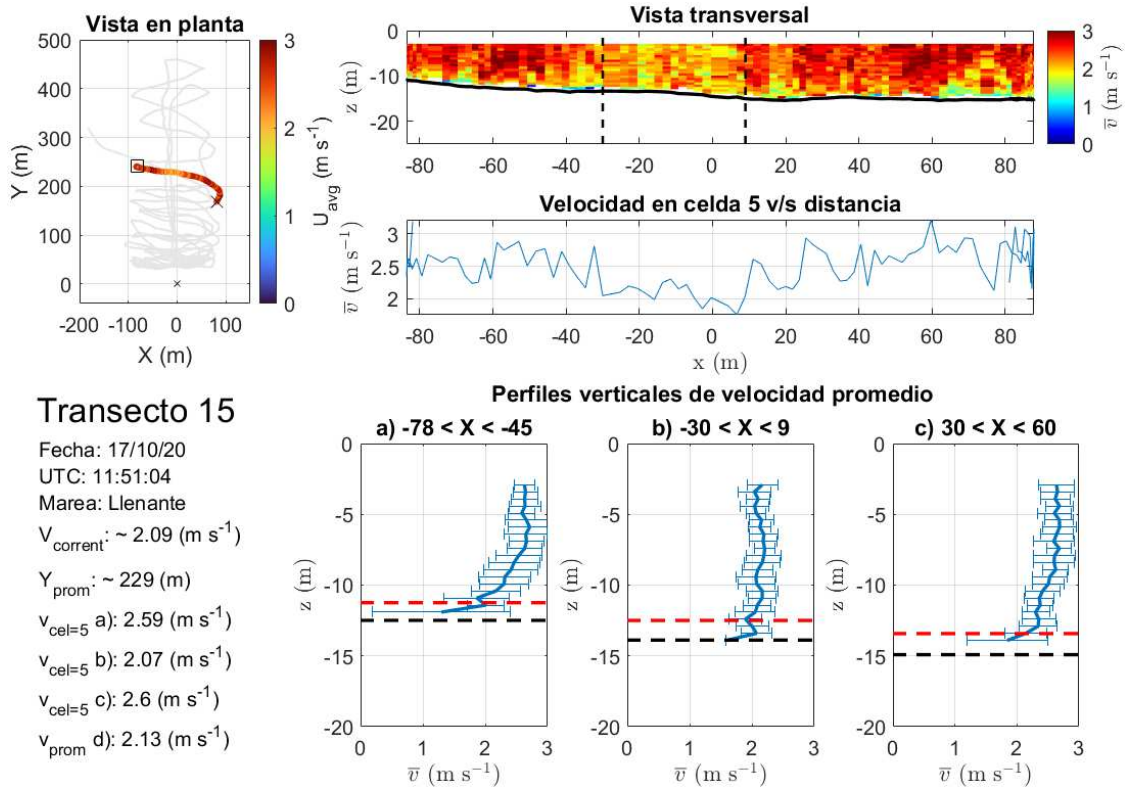 Vista en planta
500
400
300
200
100
0
Y (m)
-200
-100
0
100
X (m)
3
2
1
0
U_avg (m s^-1)
Vista transversal
0
-10
-20
z (m)
-80
-60
-40
-20
0
20
40
60
80
3
2
1
0
v̅ (m s⁻¹)
Velocidad en celda 5 v/s distancia
3
2.5
2
v̅ (m s⁻¹)
-80
-60
-40
-20
0
20
40
60
80
x (m)
Transecto 15
Fecha: 17/10/20
UTC: 11:51:04
Marea: Llenante
V_corrent: ~ 2.09 (m s^-1)
Y_prom: ~ 229 (m)
v_cel=5 a): 2.59 (m s^-1)
v_cel=5 b): 2.07 (m s^-1)
v_cel=5 c): 2.6 (m s^-1)
v_prom d): 2.13 (m s^-1)
Perfiles verticales de velocidad promedio
a) -78 < X < -45
0
-5
-10
-15
-20
z (m)
0
1
2
3
v̅ (m s⁻¹)
b) -30 < X < 9
0
-5
-10
-15
-20
z (m)
0
1
2
3
v̅ (m s⁻¹)
c) 30 < X < 60
0
-5
-10
-15
-20
z (m)
0
1
2
3
v̅ (m s⁻¹)